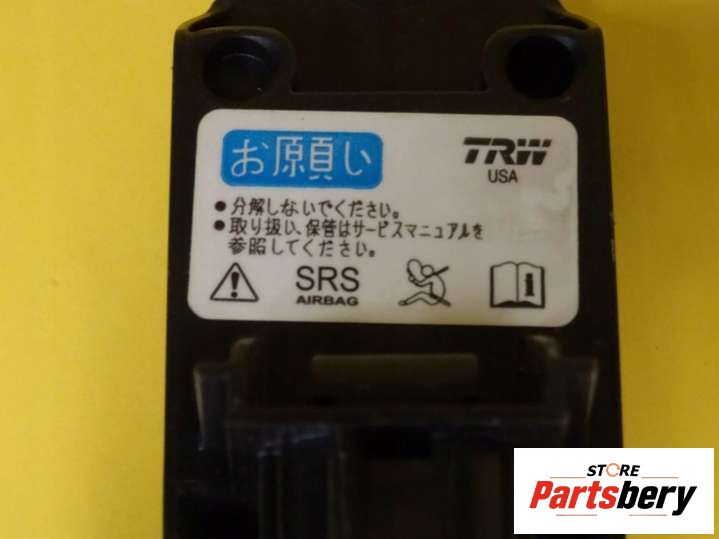 お願い
TRW
USA
●分解しないでください。
●取り扱い、保管はサービスマニュアルを
参照してください。
SRS
AIRBAG
STORE
Partsbery